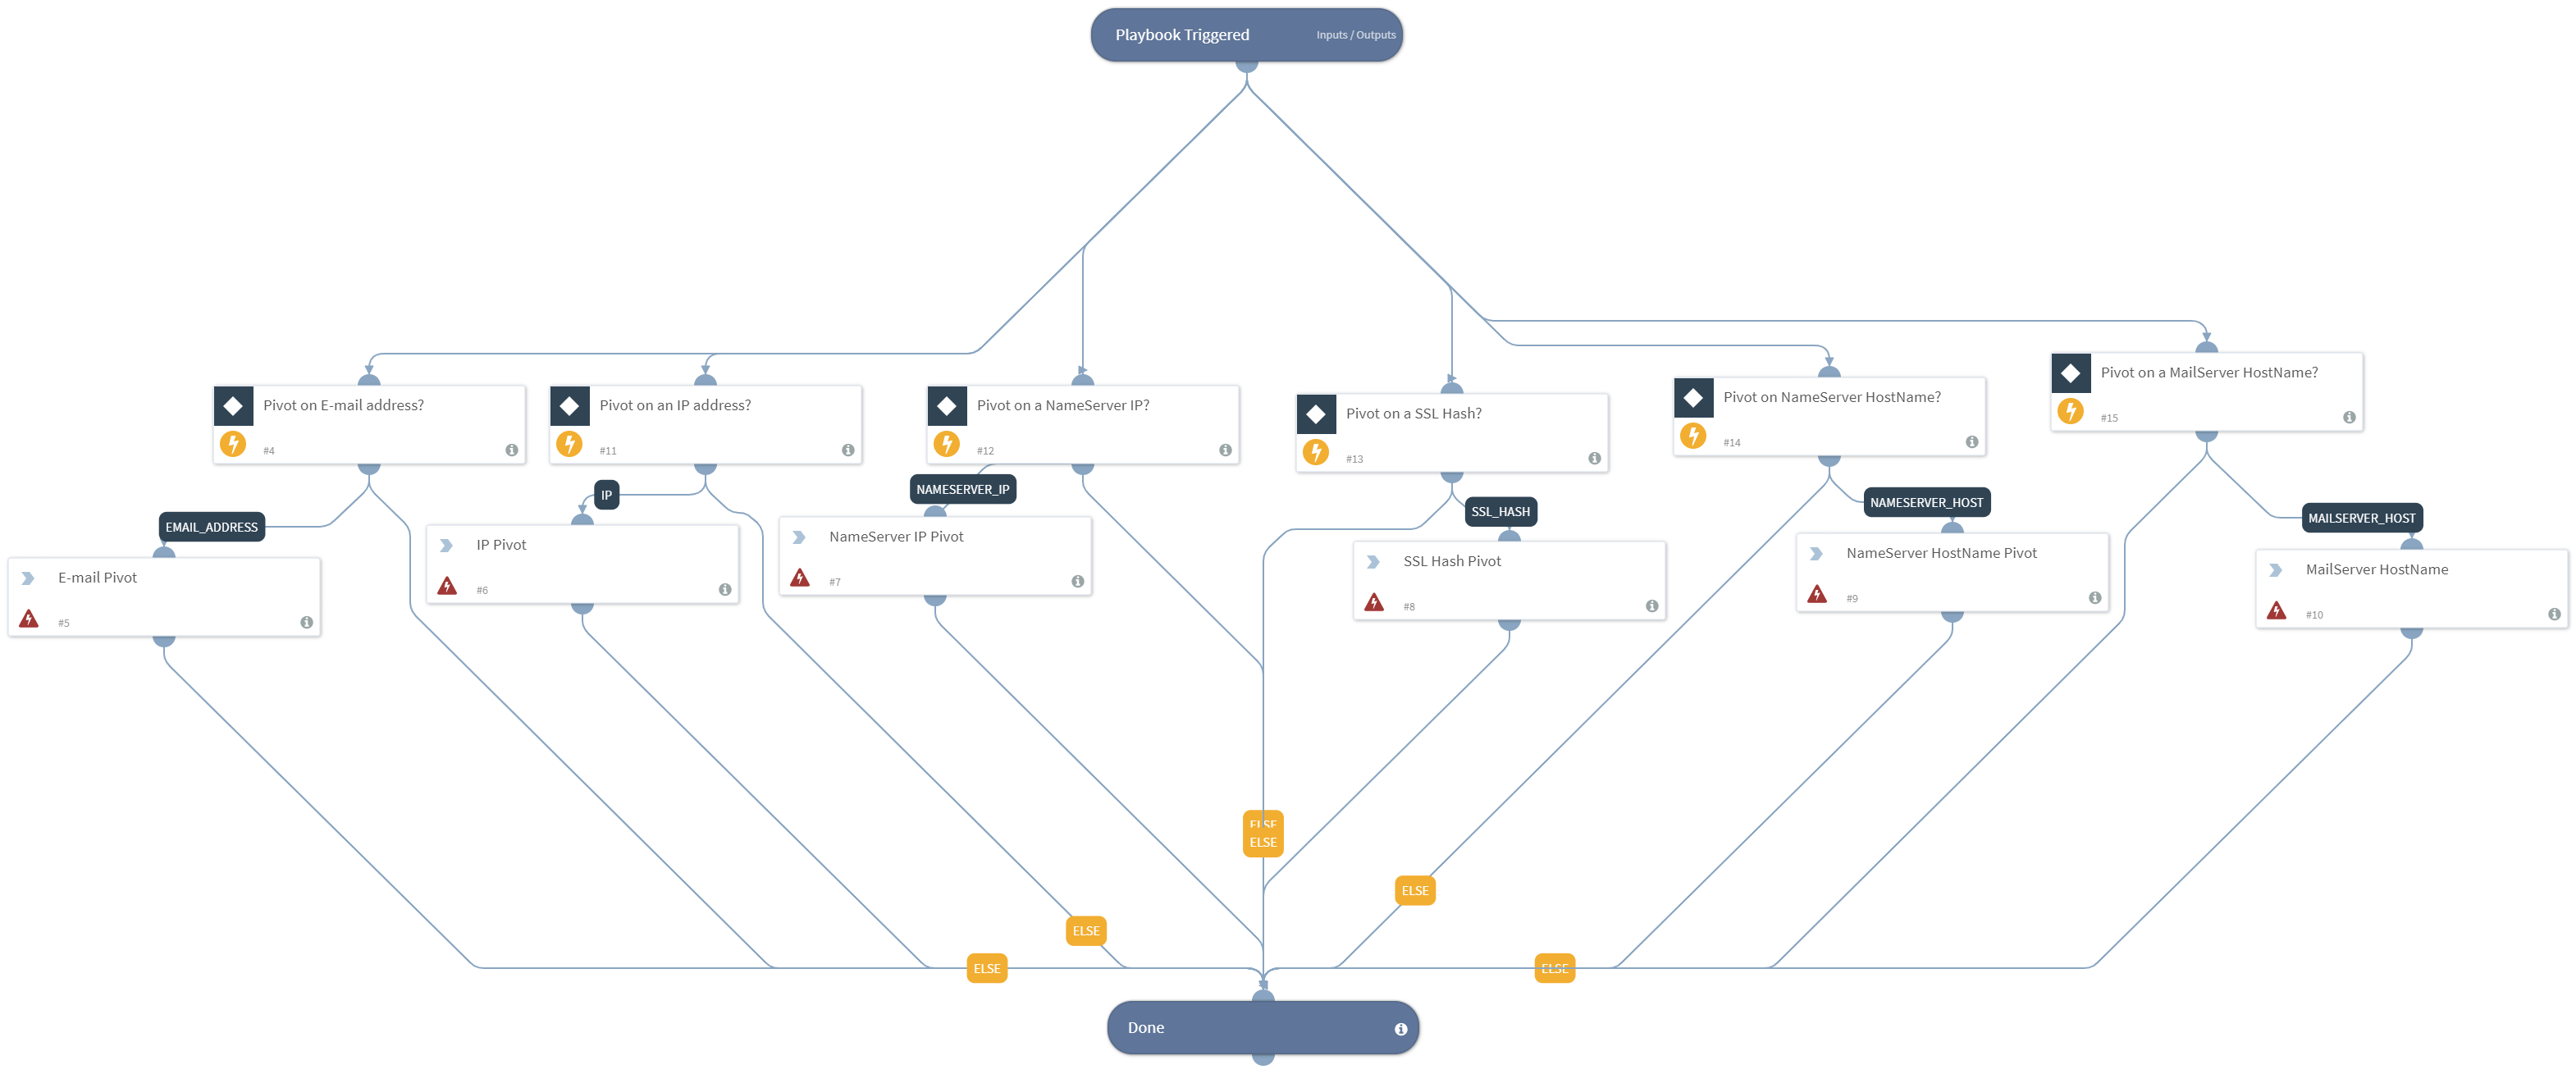 Playbook Triggered
Inputs / Outputs
Pivot on E-mail address?
#4
Pivot on an IP address?
#11
Pivot on a NameServer IP?
#12
Pivot on a SSL Hash?
#13
Pivot on NameServer HostName?
#14
Pivot on a MailServer HostName?
#15
EMAIL_ADDRESS
IP
NAMESERVER_IP
SSL_HASH
NAMESERVER_HOST
MAILSERVER_HOST
E-mail Pivot
#5
IP Pivot
#6
NameServer IP Pivot
#7
SSL Hash Pivot
#8
NameServer HostName Pivot
#9
MailServer HostName
#10
ELSE
ELSE
ELSE
ELSE
ELSE
ELSE
Done